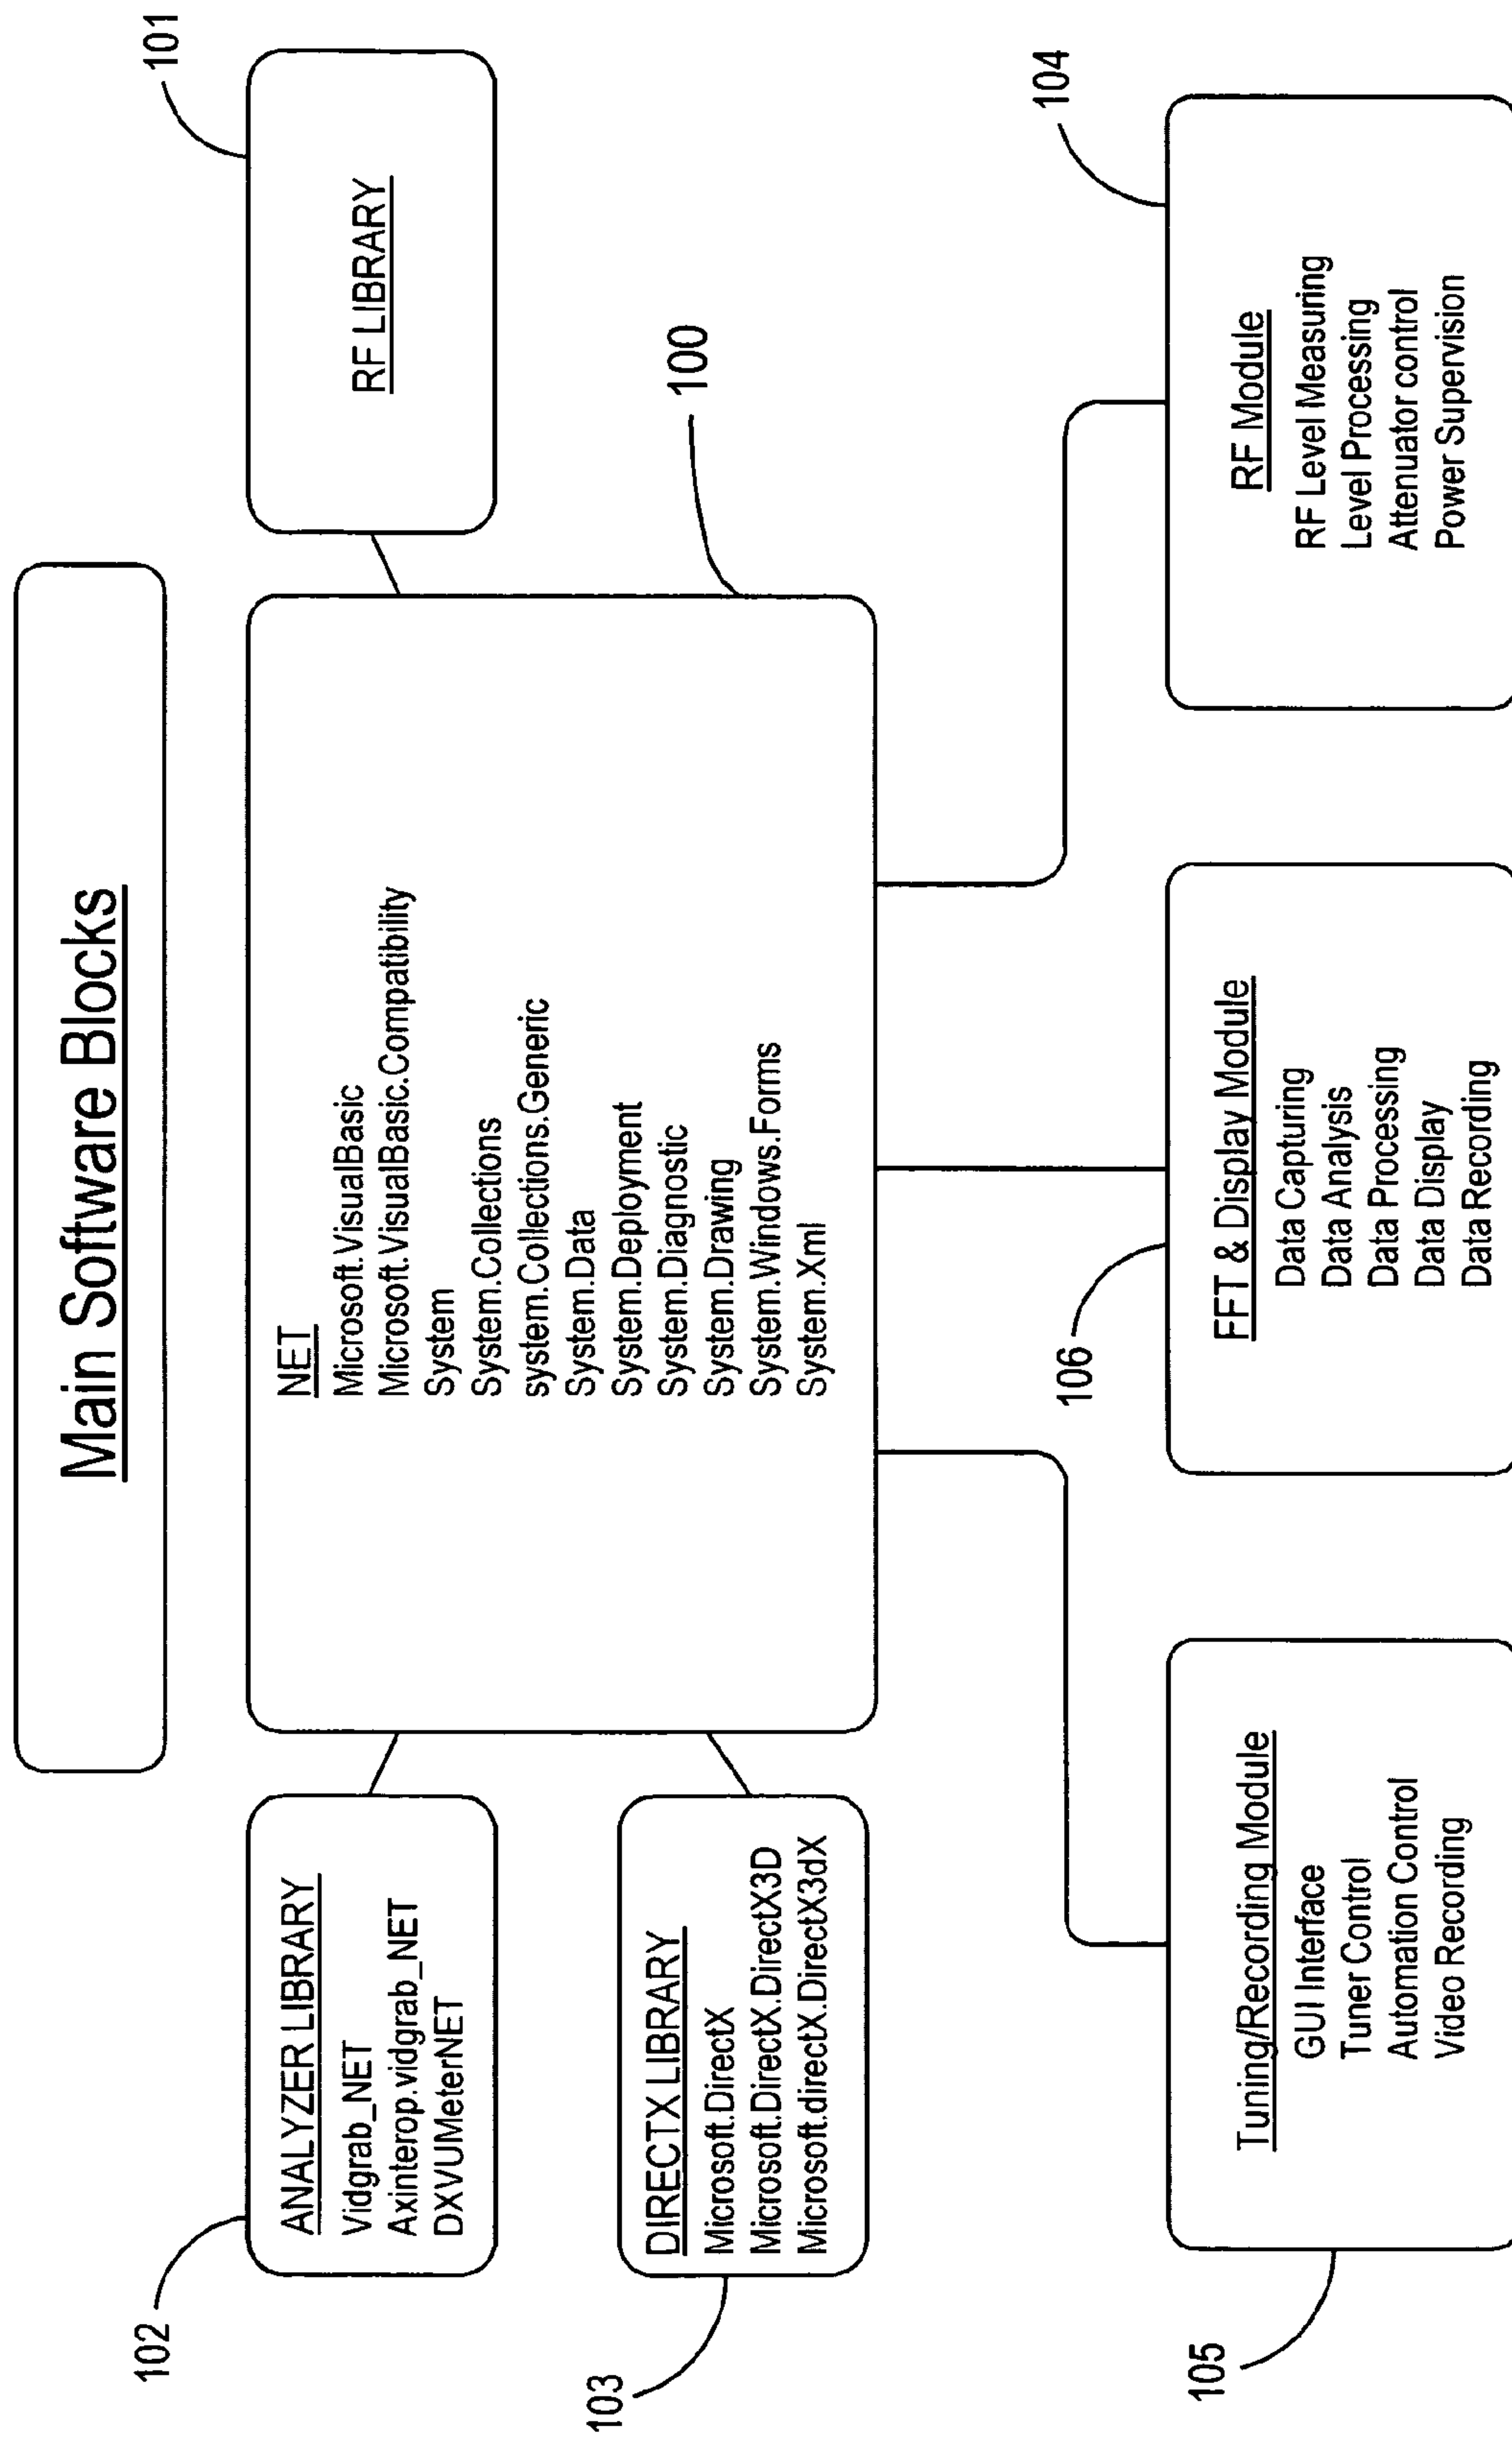 Main Software Blocks
102
ANALYZER LIBRARY
Vidgrab_NET
Axinterop.vidgrab_NET
DXVUMeterNET
103
DIRECTX LIBRARY
Microsoft.DirectX
Microsoft.DirectX.DirectX3D
Microsoft.directX.DirectX3dX
NET
Microsoft.VisualBasic
Microsoft.VisualBasic.Compatibility
System
System.Collections
system.Collections.Generic
System.Data
System.Deployment
System.Diagnostic
System.Drawing
System.Windows.Forms
System.Xml
100
101
RF LIBRARY
105
Tuning/Recording Module
GUI Interface
Tuner Control
Automation Control
Video Recording
106
FFT & Display Module
Data Capturing
Data Analysis
Data Processing
Data Display
Data Recording
104
RF Module
RF Level Measuring
Level Processing
Attenuator control
Power Supervision